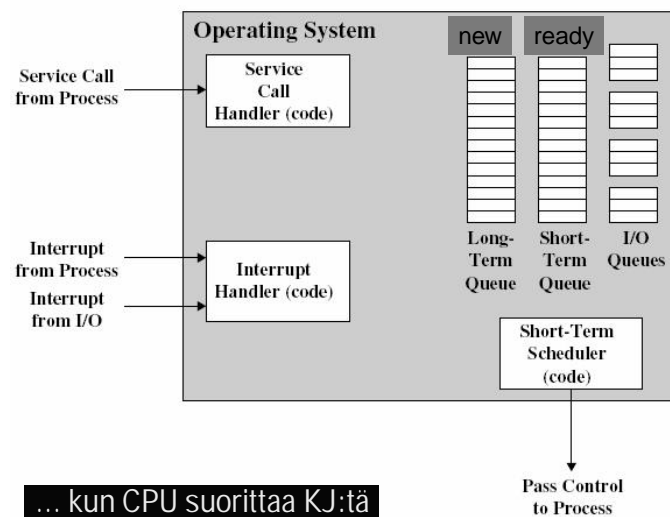 Operating System
new
ready
Service Call
from Process
Service
Call
Handler (code)
Interrupt
from Process
Interrupt
from I/O
Interrupt
Handler (code)
Long-
Term
Queue
Short-
Term
Queue
I/O
Queues
Short-Term
Scheduler
(code)
Pass Control
to Process
... kun CPU suorittaa KJ:tä